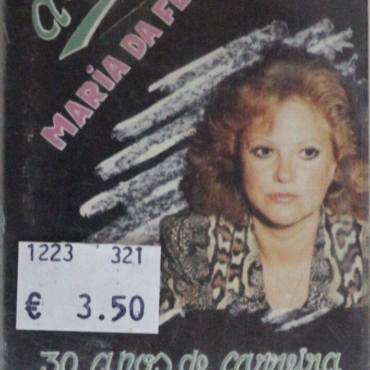 a
MARIA DA FE
1223 321
€ 3.50
30 anos de carreira